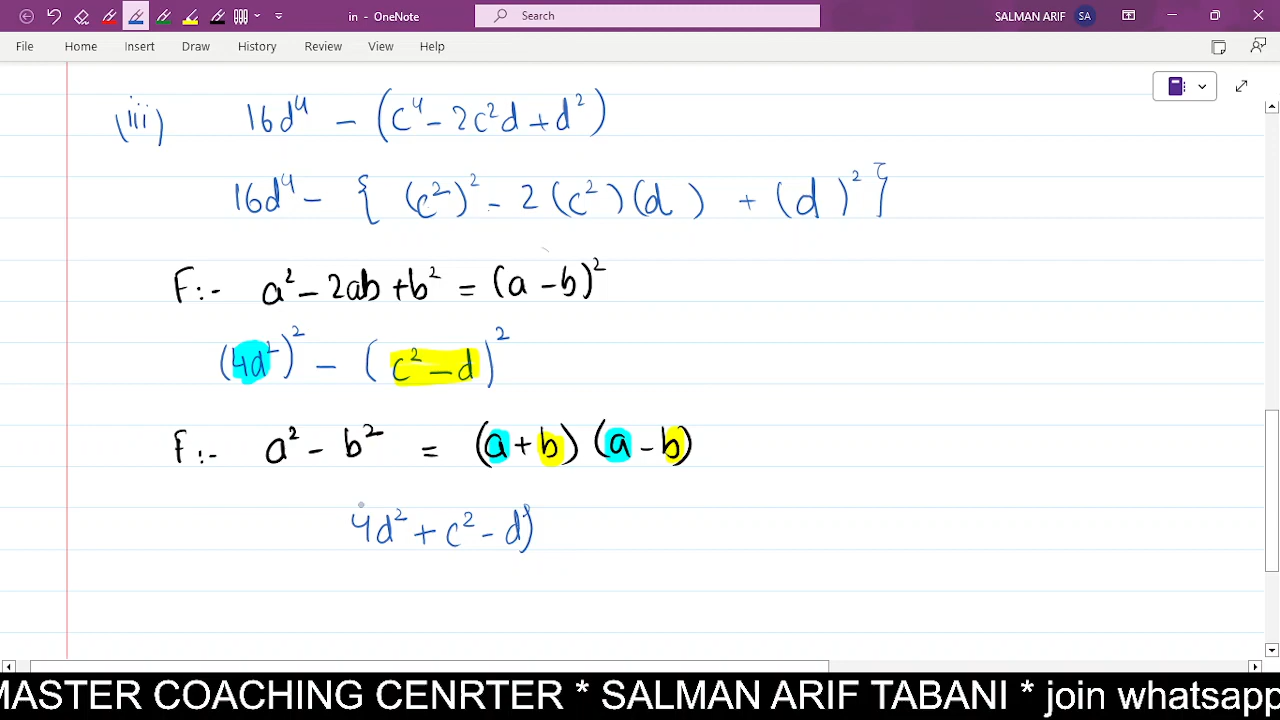 in - OneNote
Search
SALMAN ARIF SA
File Home Insert Draw History Review View Help
(iii) 16d⁴ - (c⁴ - 2c²d + d²)
16d⁴ - { (c²)² - 2 (c²) (d ) + (d )² }
F:- a² - 2ab + b² = (a - b)²
(4d²)² - (c² - d)²
F:- a² - b² = (a + b) (a - b)
4d² + c² - d)
MASTER COACHING CENRTER * SALMAN ARIF TABANI * join whatsapp